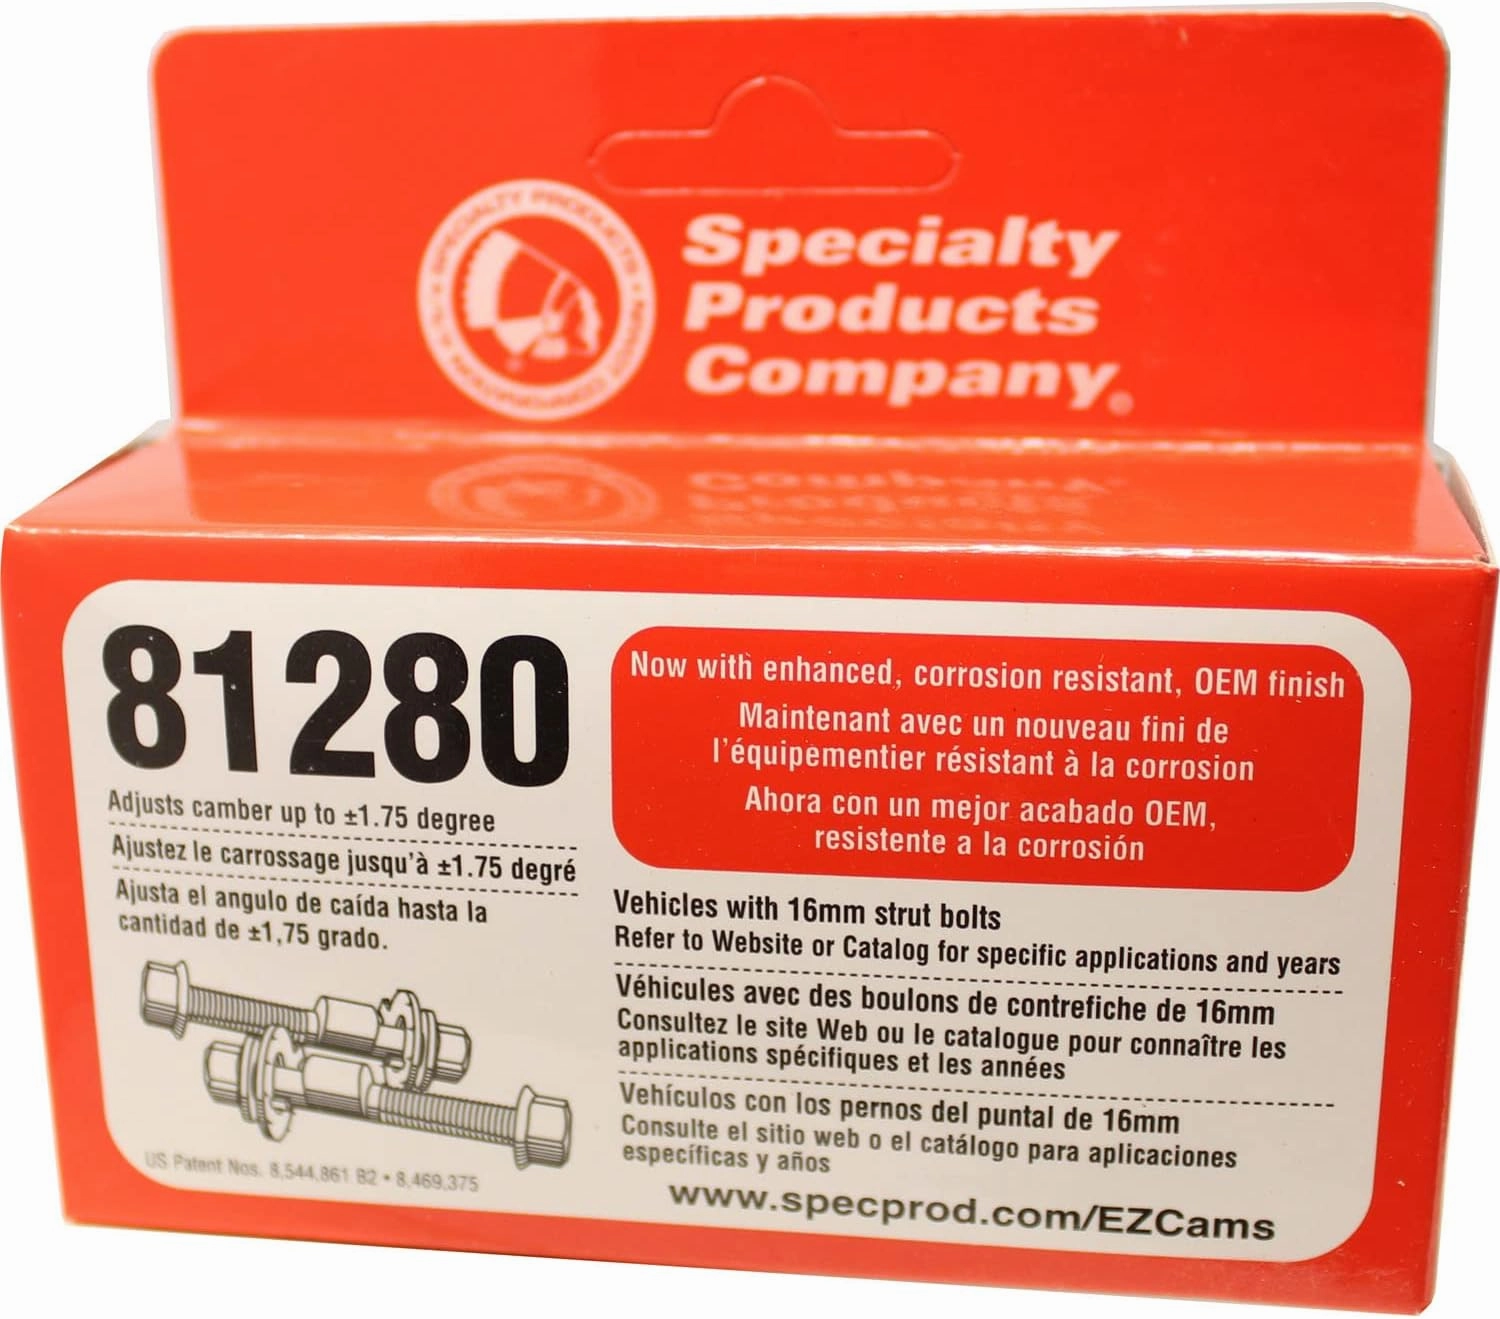 SPECIALTY PRODUCTS
Specialty
Products
Company®
81280
Adjusts camber up to ±1.75 degree
Ajustez le carrossage jusqu'à ±1.75 degré
Ajusta el angulo de caída hasta la
cantidad de ±1,75 grado.
US Patent Nos. 8,544,861 B2 • 8,469,375
Now with enhanced, corrosion resistant, OEM finish
Maintenant avec un nouveau fini de
l'équipementier résistant à la corrosion
Ahora con un mejor acabado OEM,
resistente a la corrosión
Vehicles with 16mm strut bolts
Refer to Website or Catalog for specific applications and years
Véhicules avec des boulons de contrefiche de 16mm
Consultez le site Web ou le catalogue pour connaître les
applications spécifiques et les années
Vehículos con los pernos del puntal de 16mm
Consulte el sitio web o el catálogo para aplicaciones
específicas y años
www.specprod.com/EZCams